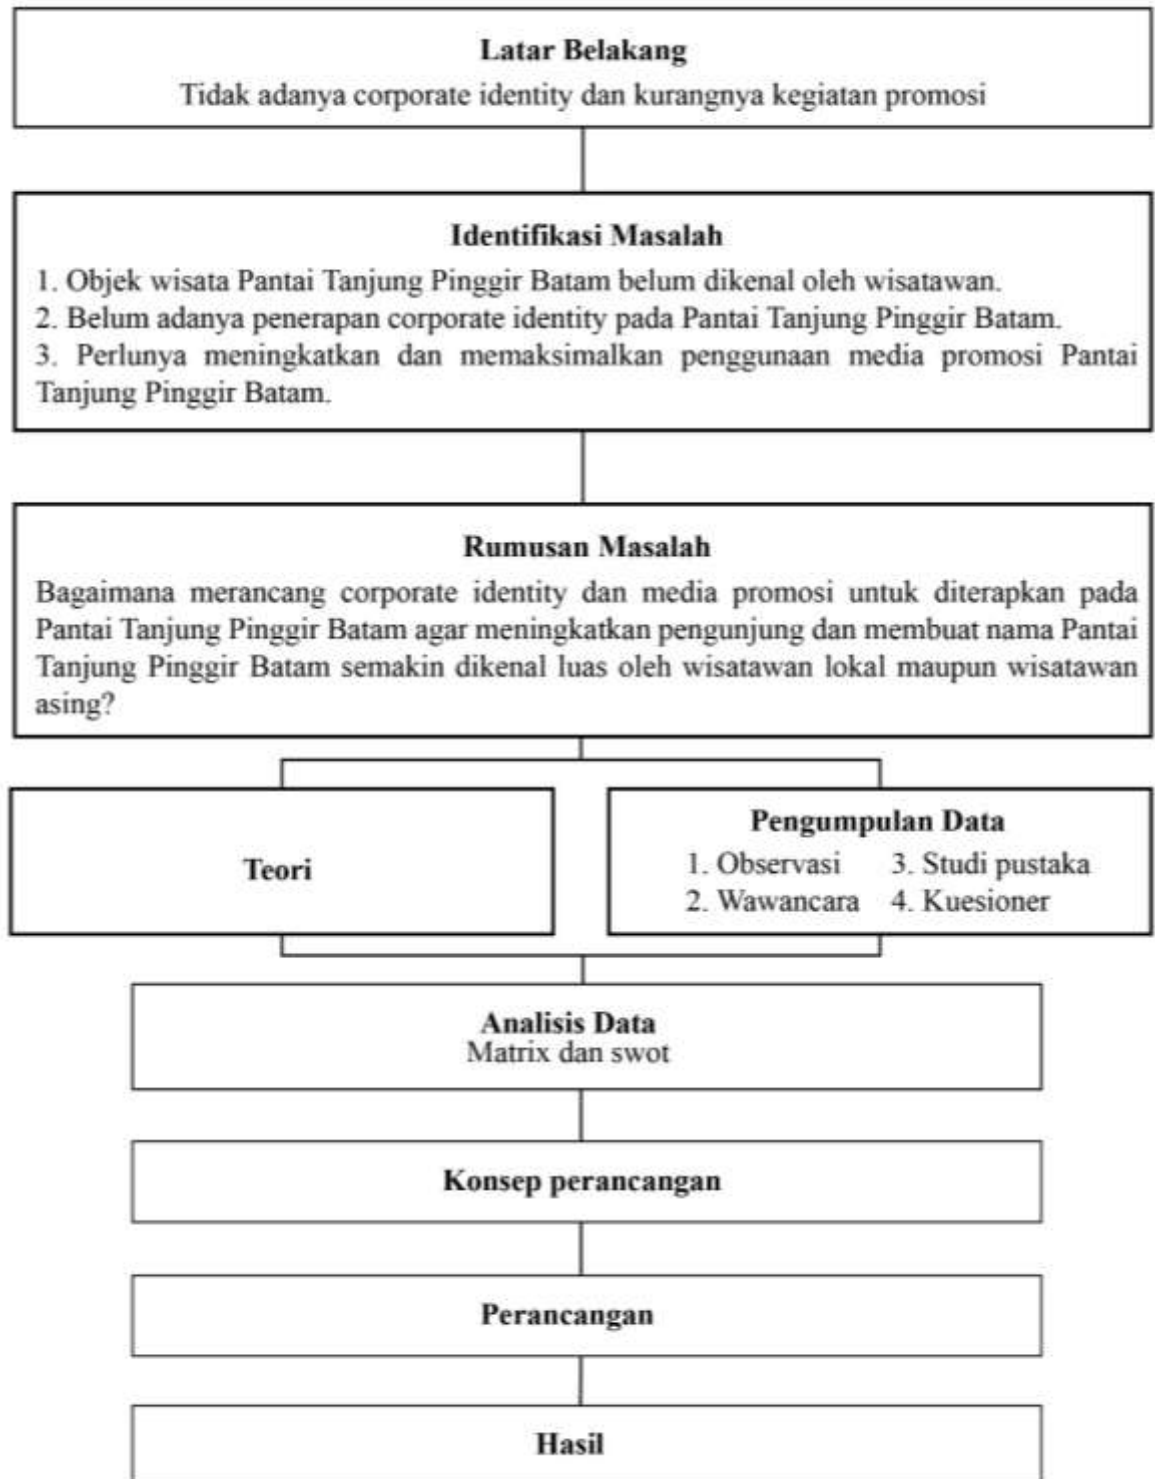 Latar Belakang
Tidak adanya corporate identity dan kurangnya kegiatan promosi
Identifikasi Masalah
1. Objek wisata Pantai Tanjung Pinggir Batam belum dikenal oleh wisatawan.
2. Belum adanya penerapan corporate identity pada Pantai Tanjung Pinggir Batam.
3. Perlunya meningkatkan dan memaksimalkan penggunaan media promosi Pantai
Tanjung Pinggir Batam.
Rumusan Masalah
Bagaimana merancang corporate identity dan media promosi untuk diterapkan pada
Pantai Tanjung Pinggir Batam agar meningkatkan pengunjung dan membuat nama Pantai
Tanjung Pinggir Batam semakin dikenal luas oleh wisatawan lokal maupun wisatawan
asing?
Teori
Pengumpulan Data
1. Observasi 3. Studi pustaka
2. Wawancara 4. Kuesioner
Analisis Data
Matrix dan swot
Konsep perancangan
Perancangan
Hasil